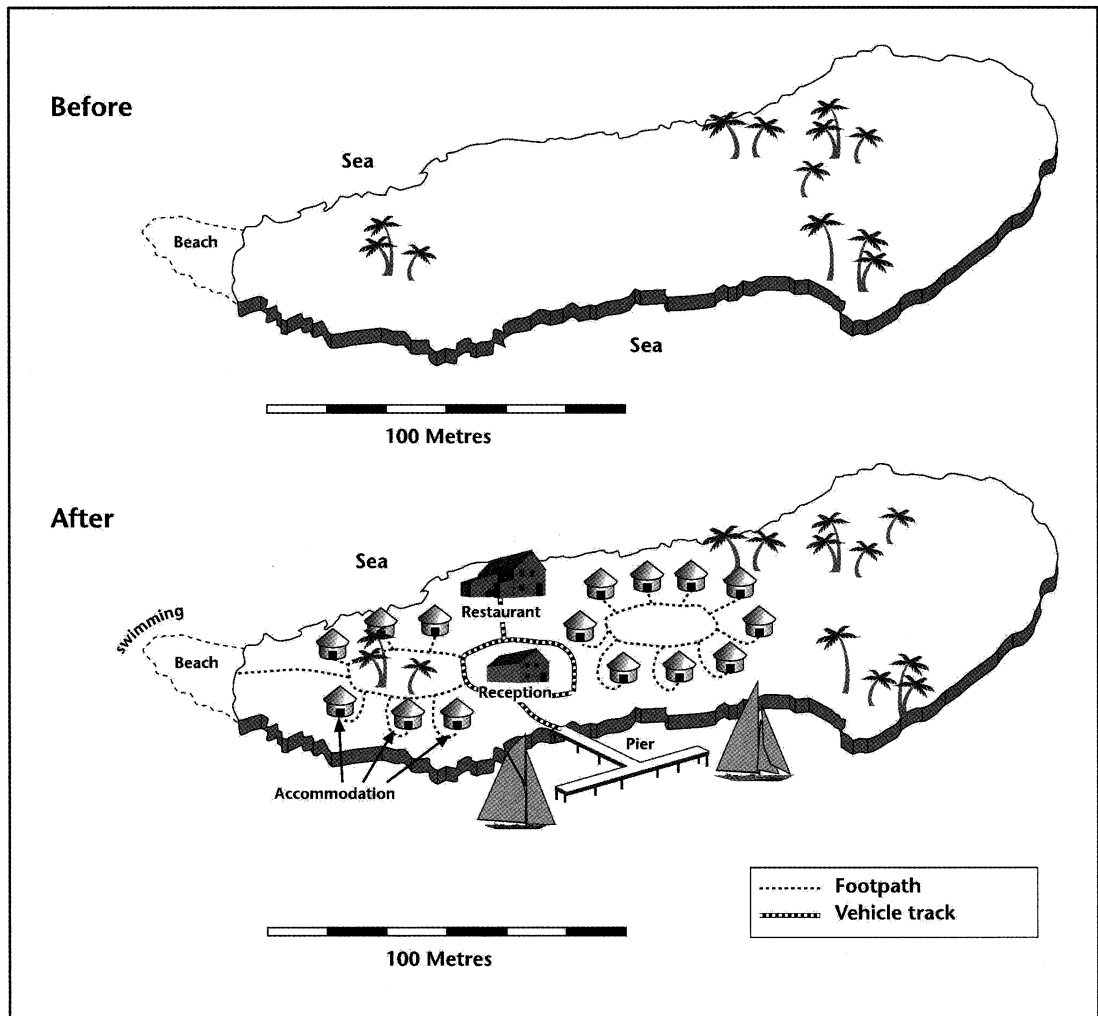 Before
Sea
Beach
Sea
100 Metres
After
Sea
swimming
Restaurant
Beach
Reception
Pier
Accommodation
Footpath
Vehicle track
100 Metres